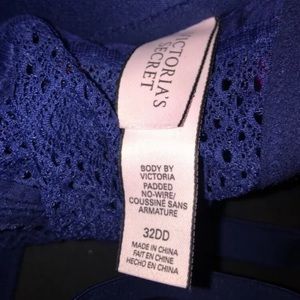 VICTORIA'S
SECRET
BODY BY
VICTORIA
PADDED
NO-WIRE/
COUSSINÉ SANS
ARMATURE
32DD
MADE IN CHINA
FAIT EN CHINE
HECHO EN CHINA